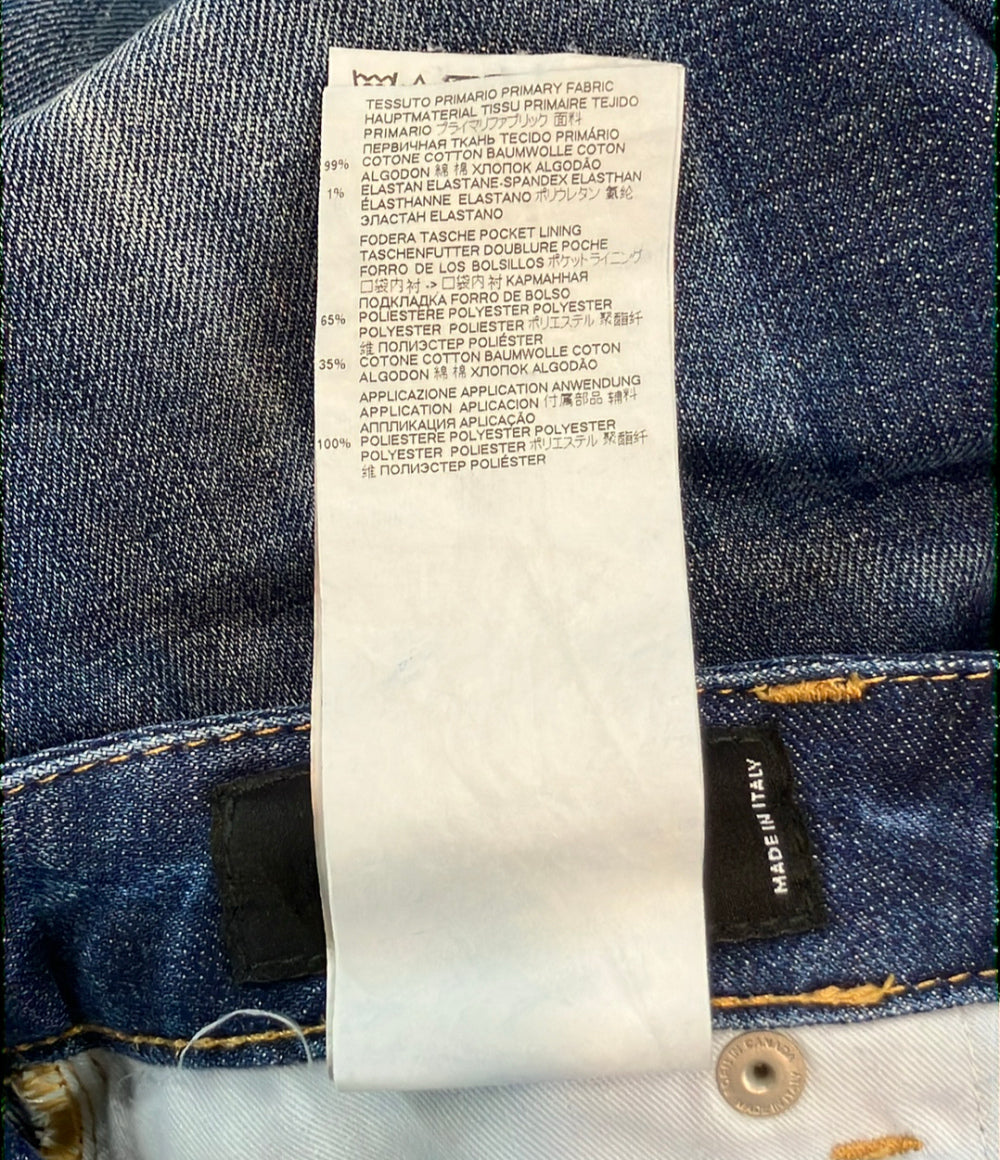 TESSUTO PRIMARIO PRIMARY FABRIC
HAUPTMATERIAL TISSU PRIMAIRE TEJIDO
PRIMARIO プライマリファブリック 面料
ПЕРВИЧНАЯ ТКАНЬ TECIDO PRIMÁRIO
99% COTONE COTTON BAUMWOLLE COTON
ALGODON 綿 棉 ХЛОПОК ALGODÃO
1% ELASTAN ELASTANE-SPANDEX ELASTHAN
ÉLASTHANNE ELASTANO ポリウレタン 氨纶
ЭЛАСТАН ELASTANO
FODERA TASCHE POCKET LINING
TASCHENFUTTER DOUBLURE POCHE
FORRO DE LOS BOLSILLOS ポケットライニング
口袋内衬 -> 口袋内衬 КАРМАННАЯ
ПОДКЛАДКА FORRO DE BOLSO
65% POLIESTERE POLYESTER POLYESTER
POLYESTER POLIESTER ポリエステル 聚酯纤
维 ПОЛИЭСТЕР POLIÉSTER
35% COTONE COTTON BAUMWOLLE COTON
ALGODON 綿 棉 ХЛОПОК ALGODÃO
APPLICAZIONE APPLICATION ANWENDUNG
APPLICATION APLICACION 付属部品 辅料
АППЛИКАЦИЯ APLICAÇÃO
100% POLIESTERE POLYESTER POLYESTER
POLYESTER POLIESTER ポリエステル 聚酯纤
维 ПОЛИЭСТЕР POLIÉSTER
MADE IN ITALY
IN CANADA
MADE IN